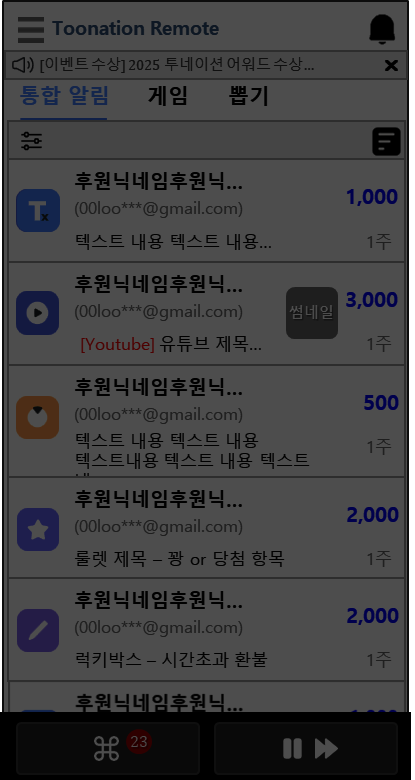 Toonation Remote
[이벤트 수상] 2025 투네이션 어워드 수상...
통합 알림 게임 뽑기
후원닉네임후원닉...
1,000
(00loo***@gmail.com)
텍스트 내용 텍스트 내용...
1주
후원닉네임후원닉...
3,000
(00loo***@gmail.com)
썸네일
[Youtube] 유튜브 제목...
1주
후원닉네임후원닉...
500
(00loo***@gmail.com)
텍스트 내용 텍스트 내용
1주
텍스트내용 텍스트 내용 텍스트
후원닉네임후원닉...
2,000
(00loo***@gmail.com)
룰렛 제목 – 꽝 or 당첨 항목
1주
후원닉네임후원닉...
2,000
(00loo***@gmail.com)
럭키박스 – 시간초과 환불
1주
후원닉네임후원닉...
23